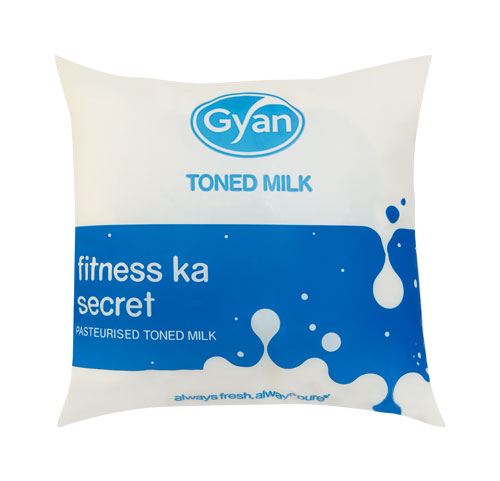 Gyan
TONED MILK
fitness ka
secret
PASTEURISED TONED MILK
always fresh, always pure